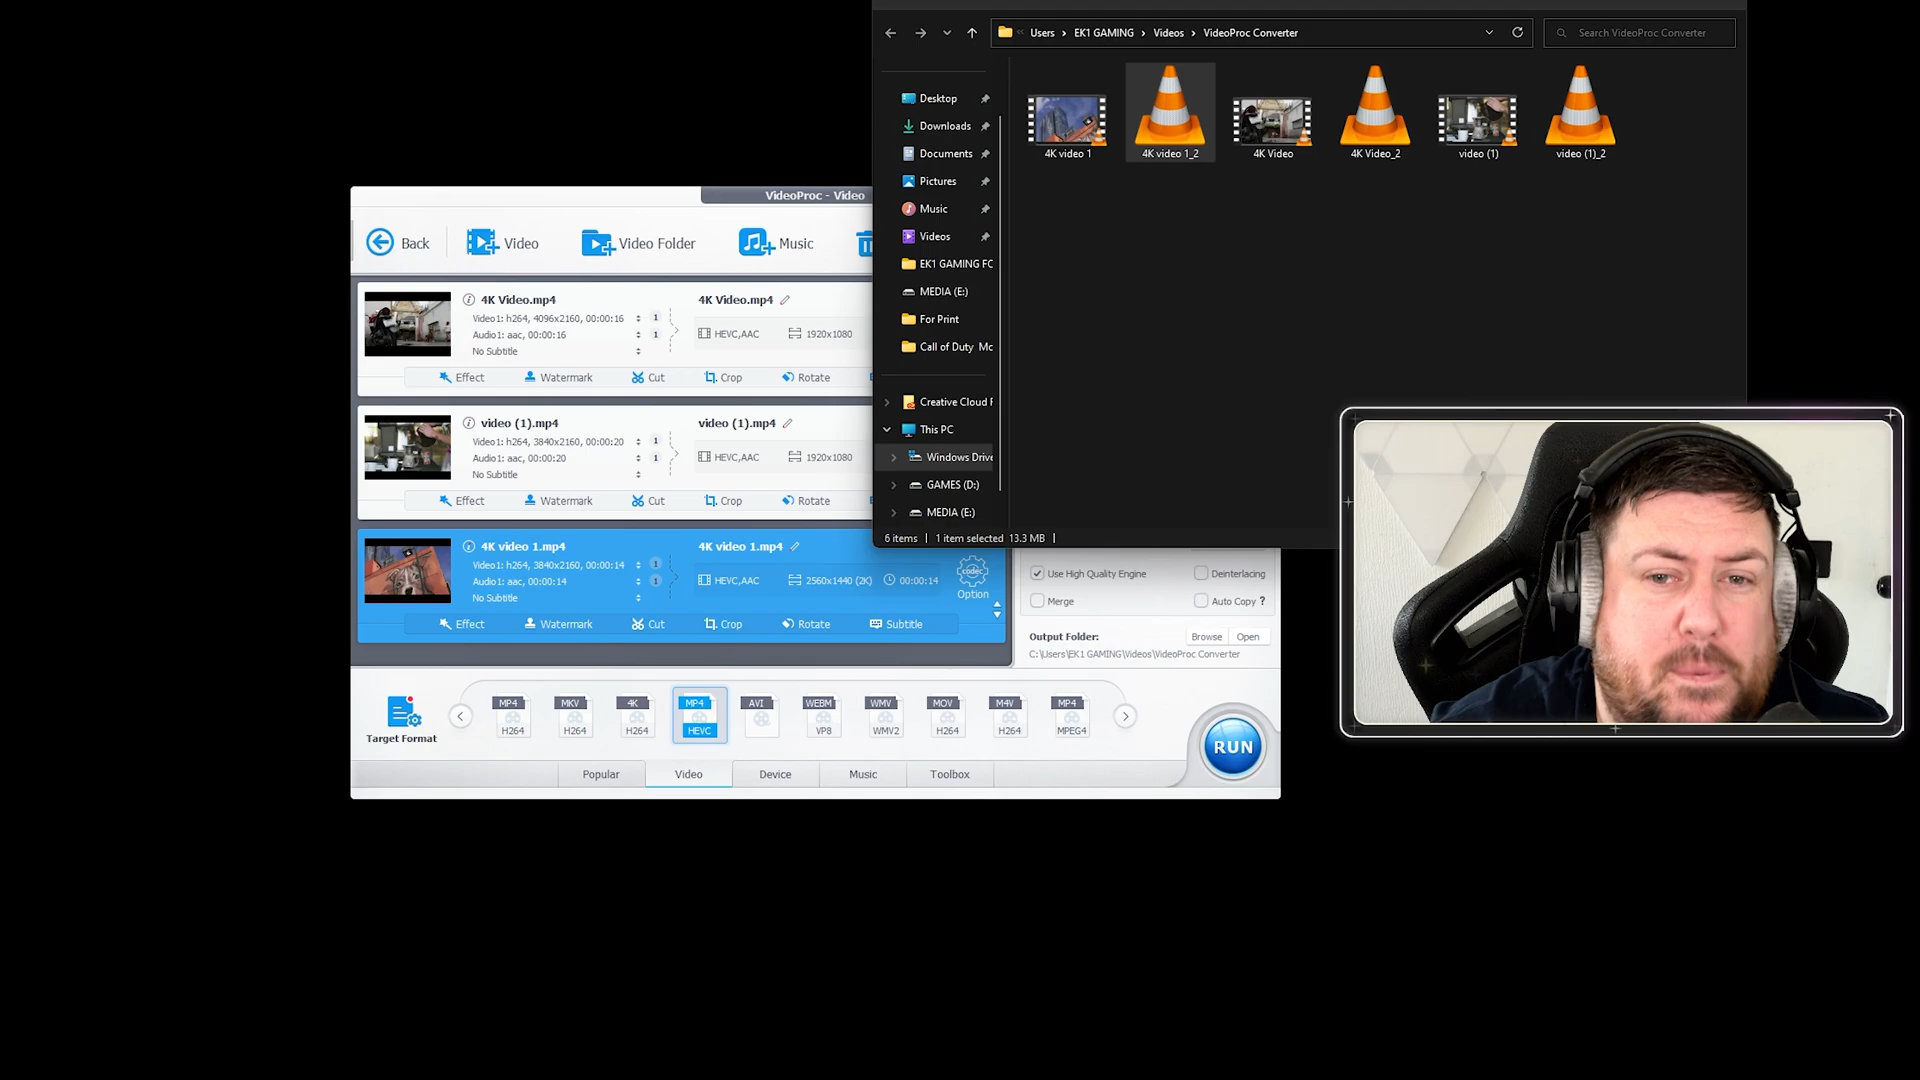 Users > EK1 GAMING > Videos > VideoProc Converter
Search VideoProc Converter
Desktop
Downloads
Documents
Pictures
Music
Videos
EK1 GAMING FC
MEDIA (E:)
For Print
Call of Duty Mo
Creative Cloud F
This PC
Windows Drive
GAMES (D:)
MEDIA (E:)
4K video 1
4K video 1_2
4K Video
4K Video_2
video (1)
video (1)_2
6 items | 1 item selected 13.3 MB |
VideoProc - Video
Back
Video
Video Folder
Music
4K Video.mp4
Video1: h264, 4096x2160, 00:00:16
1
Audio1: aac, 00:00:16
1
No Subtitle
4K Video.mp4
HEVC,AAC
1920x1080
Effect
Watermark
Cut
Crop
Rotate
video (1).mp4
Video1: h264, 3840x2160, 00:00:20
1
Audio1: aac, 00:00:20
1
No Subtitle
video (1).mp4
HEVC,AAC
1920x1080
Effect
Watermark
Cut
Crop
Rotate
4K video 1.mp4
Video1: h264, 3840x2160, 00:00:14
1
Audio1: aac, 00:00:14
1
No Subtitle
4K video 1.mp4
HEVC,AAC
2560x1440 (2K)
00:00:14
codec
Option
Effect
Watermark
Cut
Crop
Rotate
Subtitle
Use High Quality Engine
Deinterlacing
Merge
Auto Copy ?
Output Folder:
Browse
Open
C:\Users\EK1 GAMING\Videos\VideoProc Converter
Target Format
MP4
H264
MKV
H264
4K
H264
MP4
HEVC
AVI
WEBM
VP8
WMV
WMV2
MOV
H264
M4V
H264
MP4
MPEG4
RUN
Popular
Video
Device
Music
Toolbox